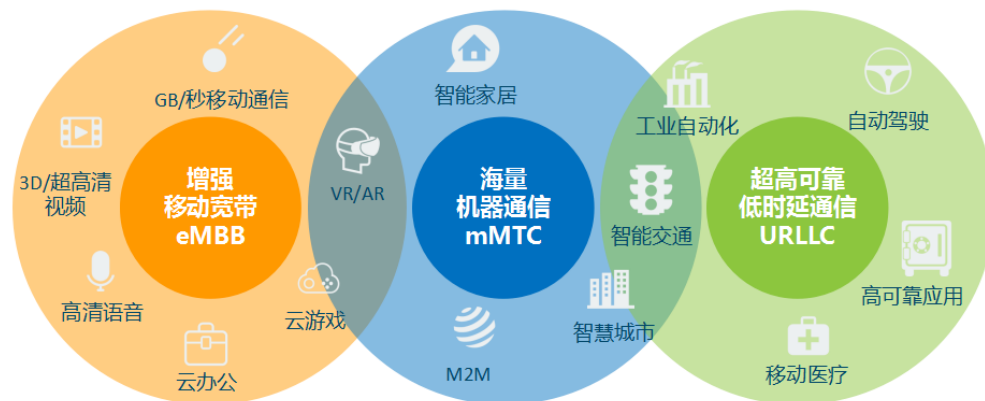 GB/秒移动通信
3D/超高清
视频
高清语音
云办公
云游戏
增强
移动宽带
eMBB
VR/AR
智能家居
海量
机器通信
mMTC
M2M
智慧城市
工业自动化
智能交通
自动驾驶
超高可靠
低时延通信
URLLC
高可靠应用
移动医疗